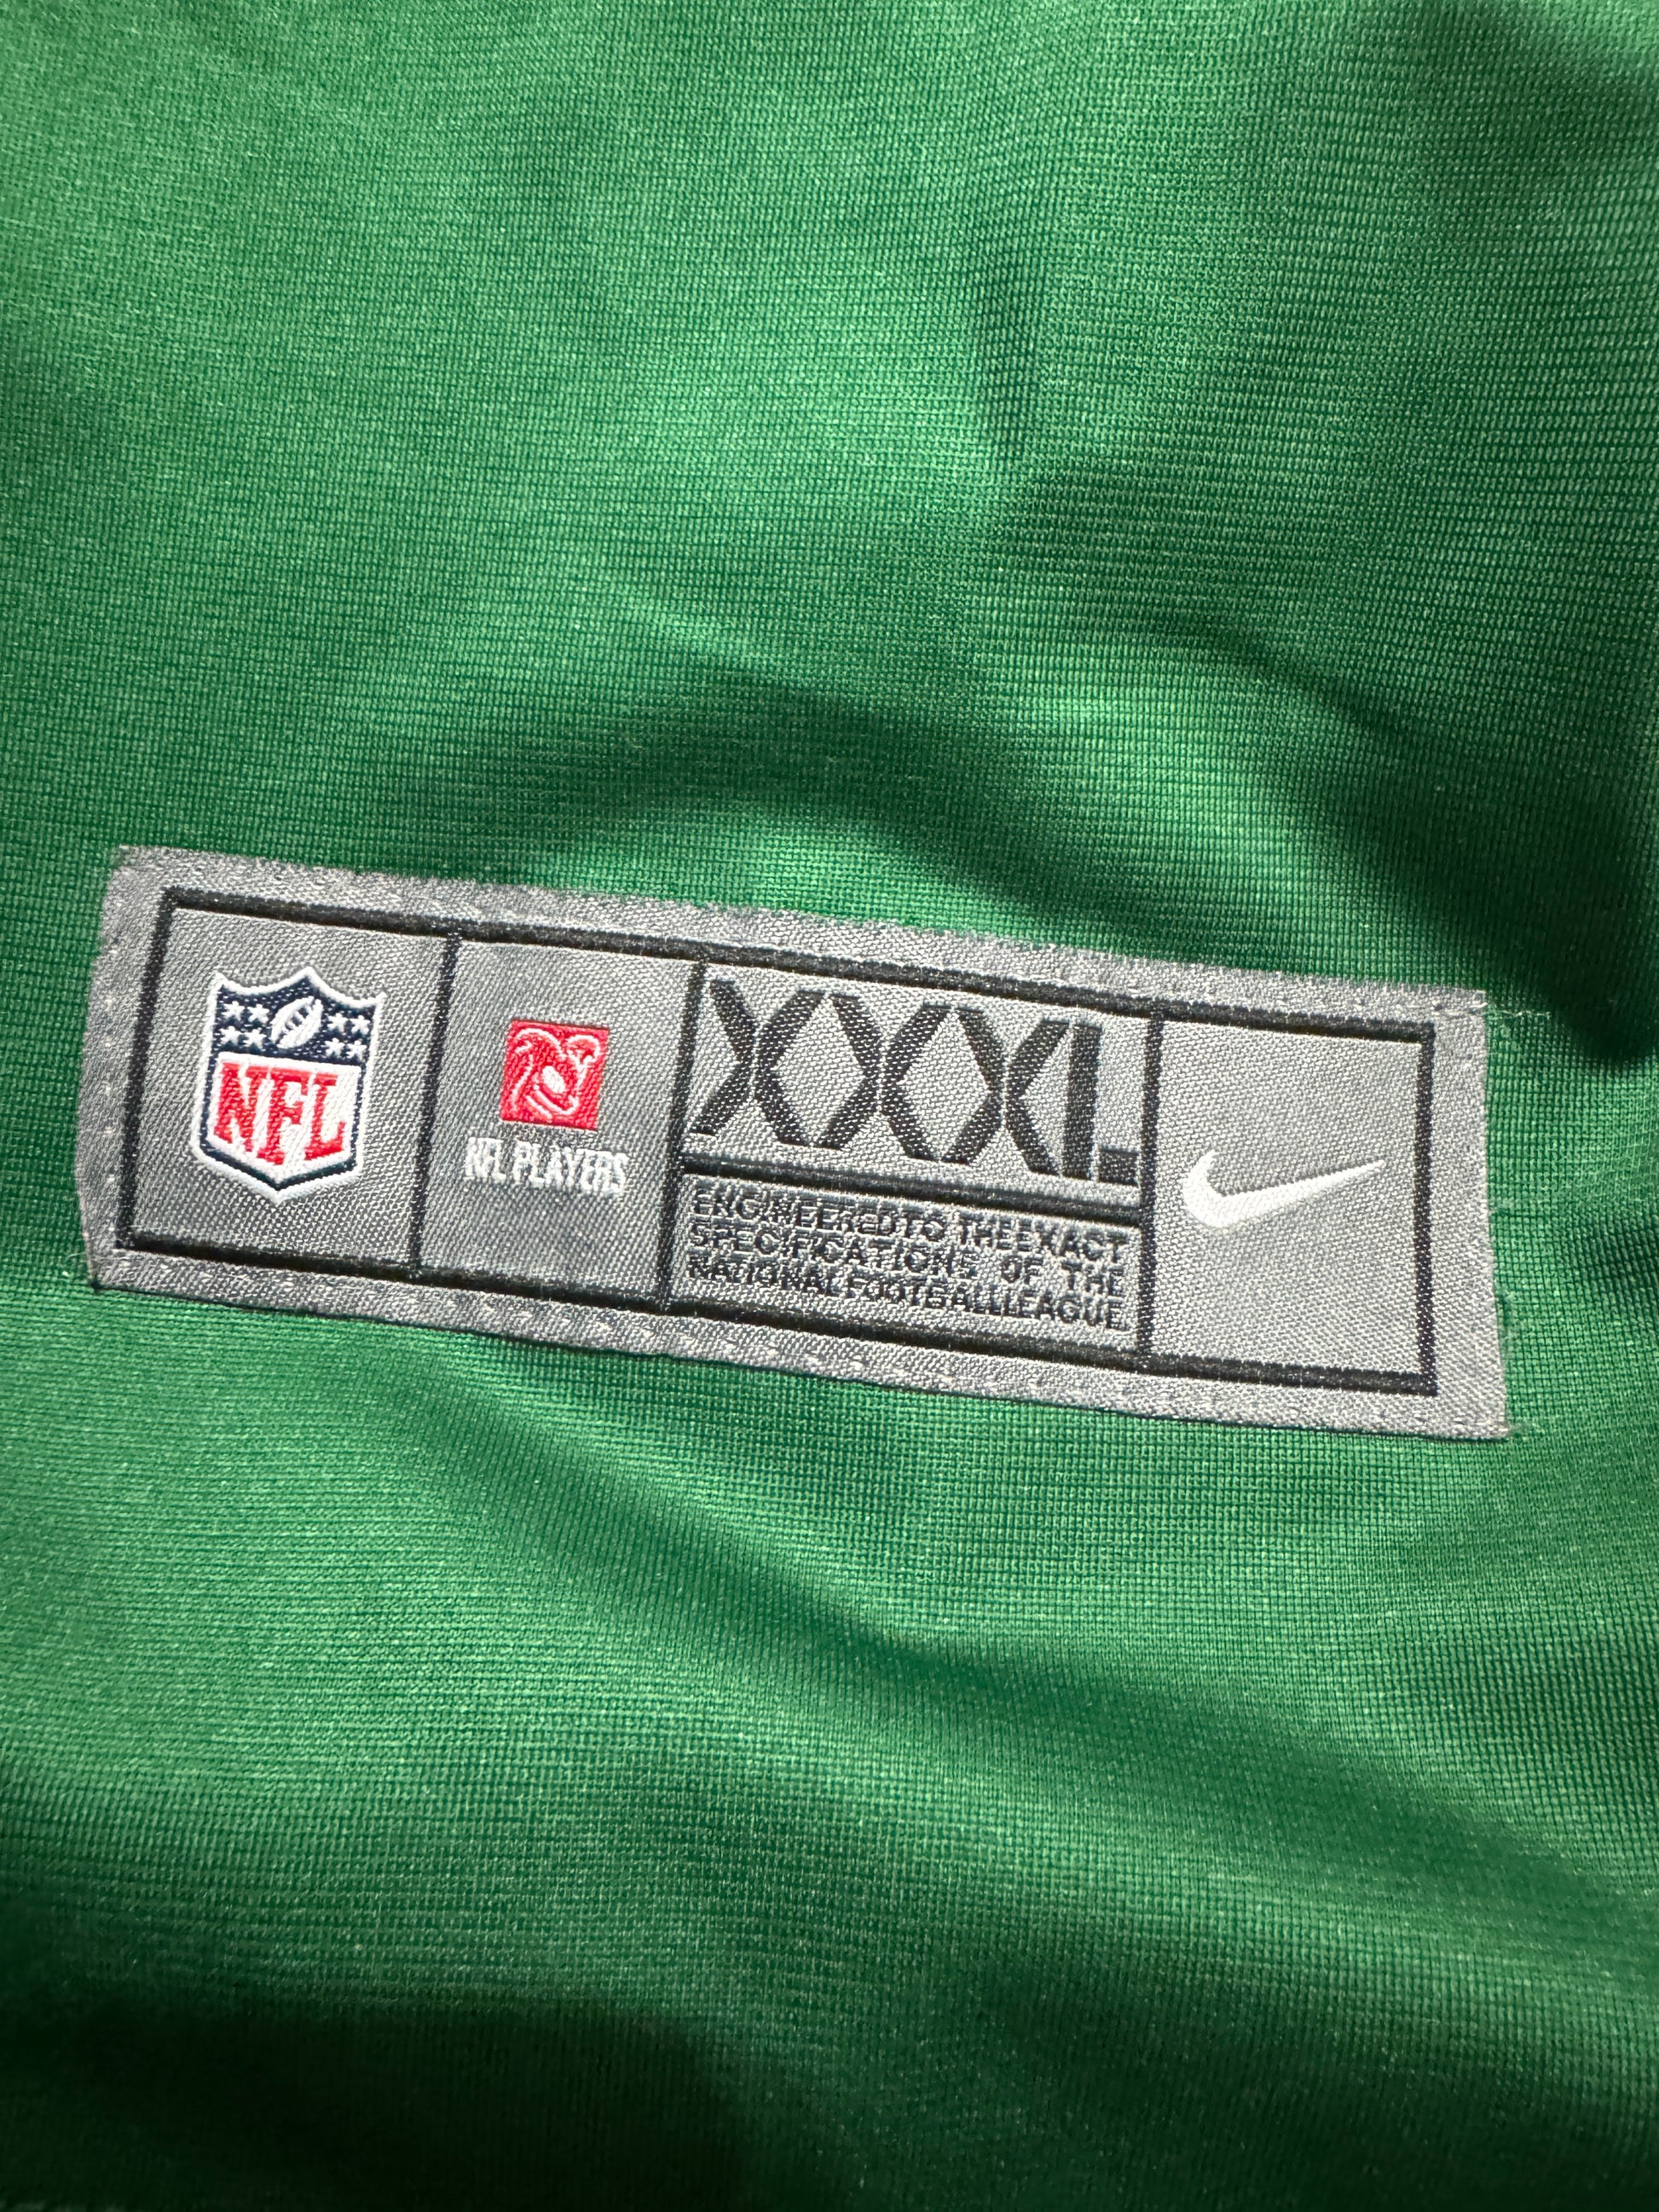 NFL
NFL PLAYERS
XXXL
ENGINEERED TO THE EXACT
SPECIFICATIONS OF THE
NATIONAL FOOTBALL LEAGUE.